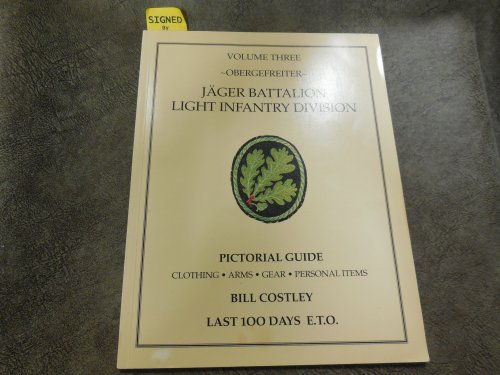 SIGNED
BY
VOLUME THREE
~OBERGEFREITER~
JÄGER BATTALION
LIGHT INFANTRY DIVISION
PICTORIAL GUIDE
CLOTHING • ARMS • GEAR • PERSONAL ITEMS
BILL COSTLEY
LAST 100 DAYS E.T.O.